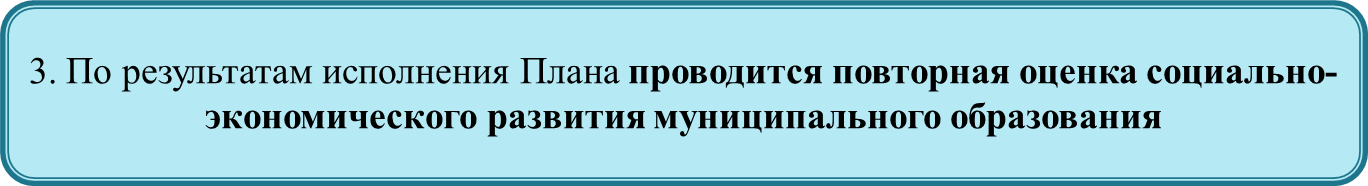 3. По результатам исполнения Плана проводится повторная оценка социально-
экономического развития муниципального образования